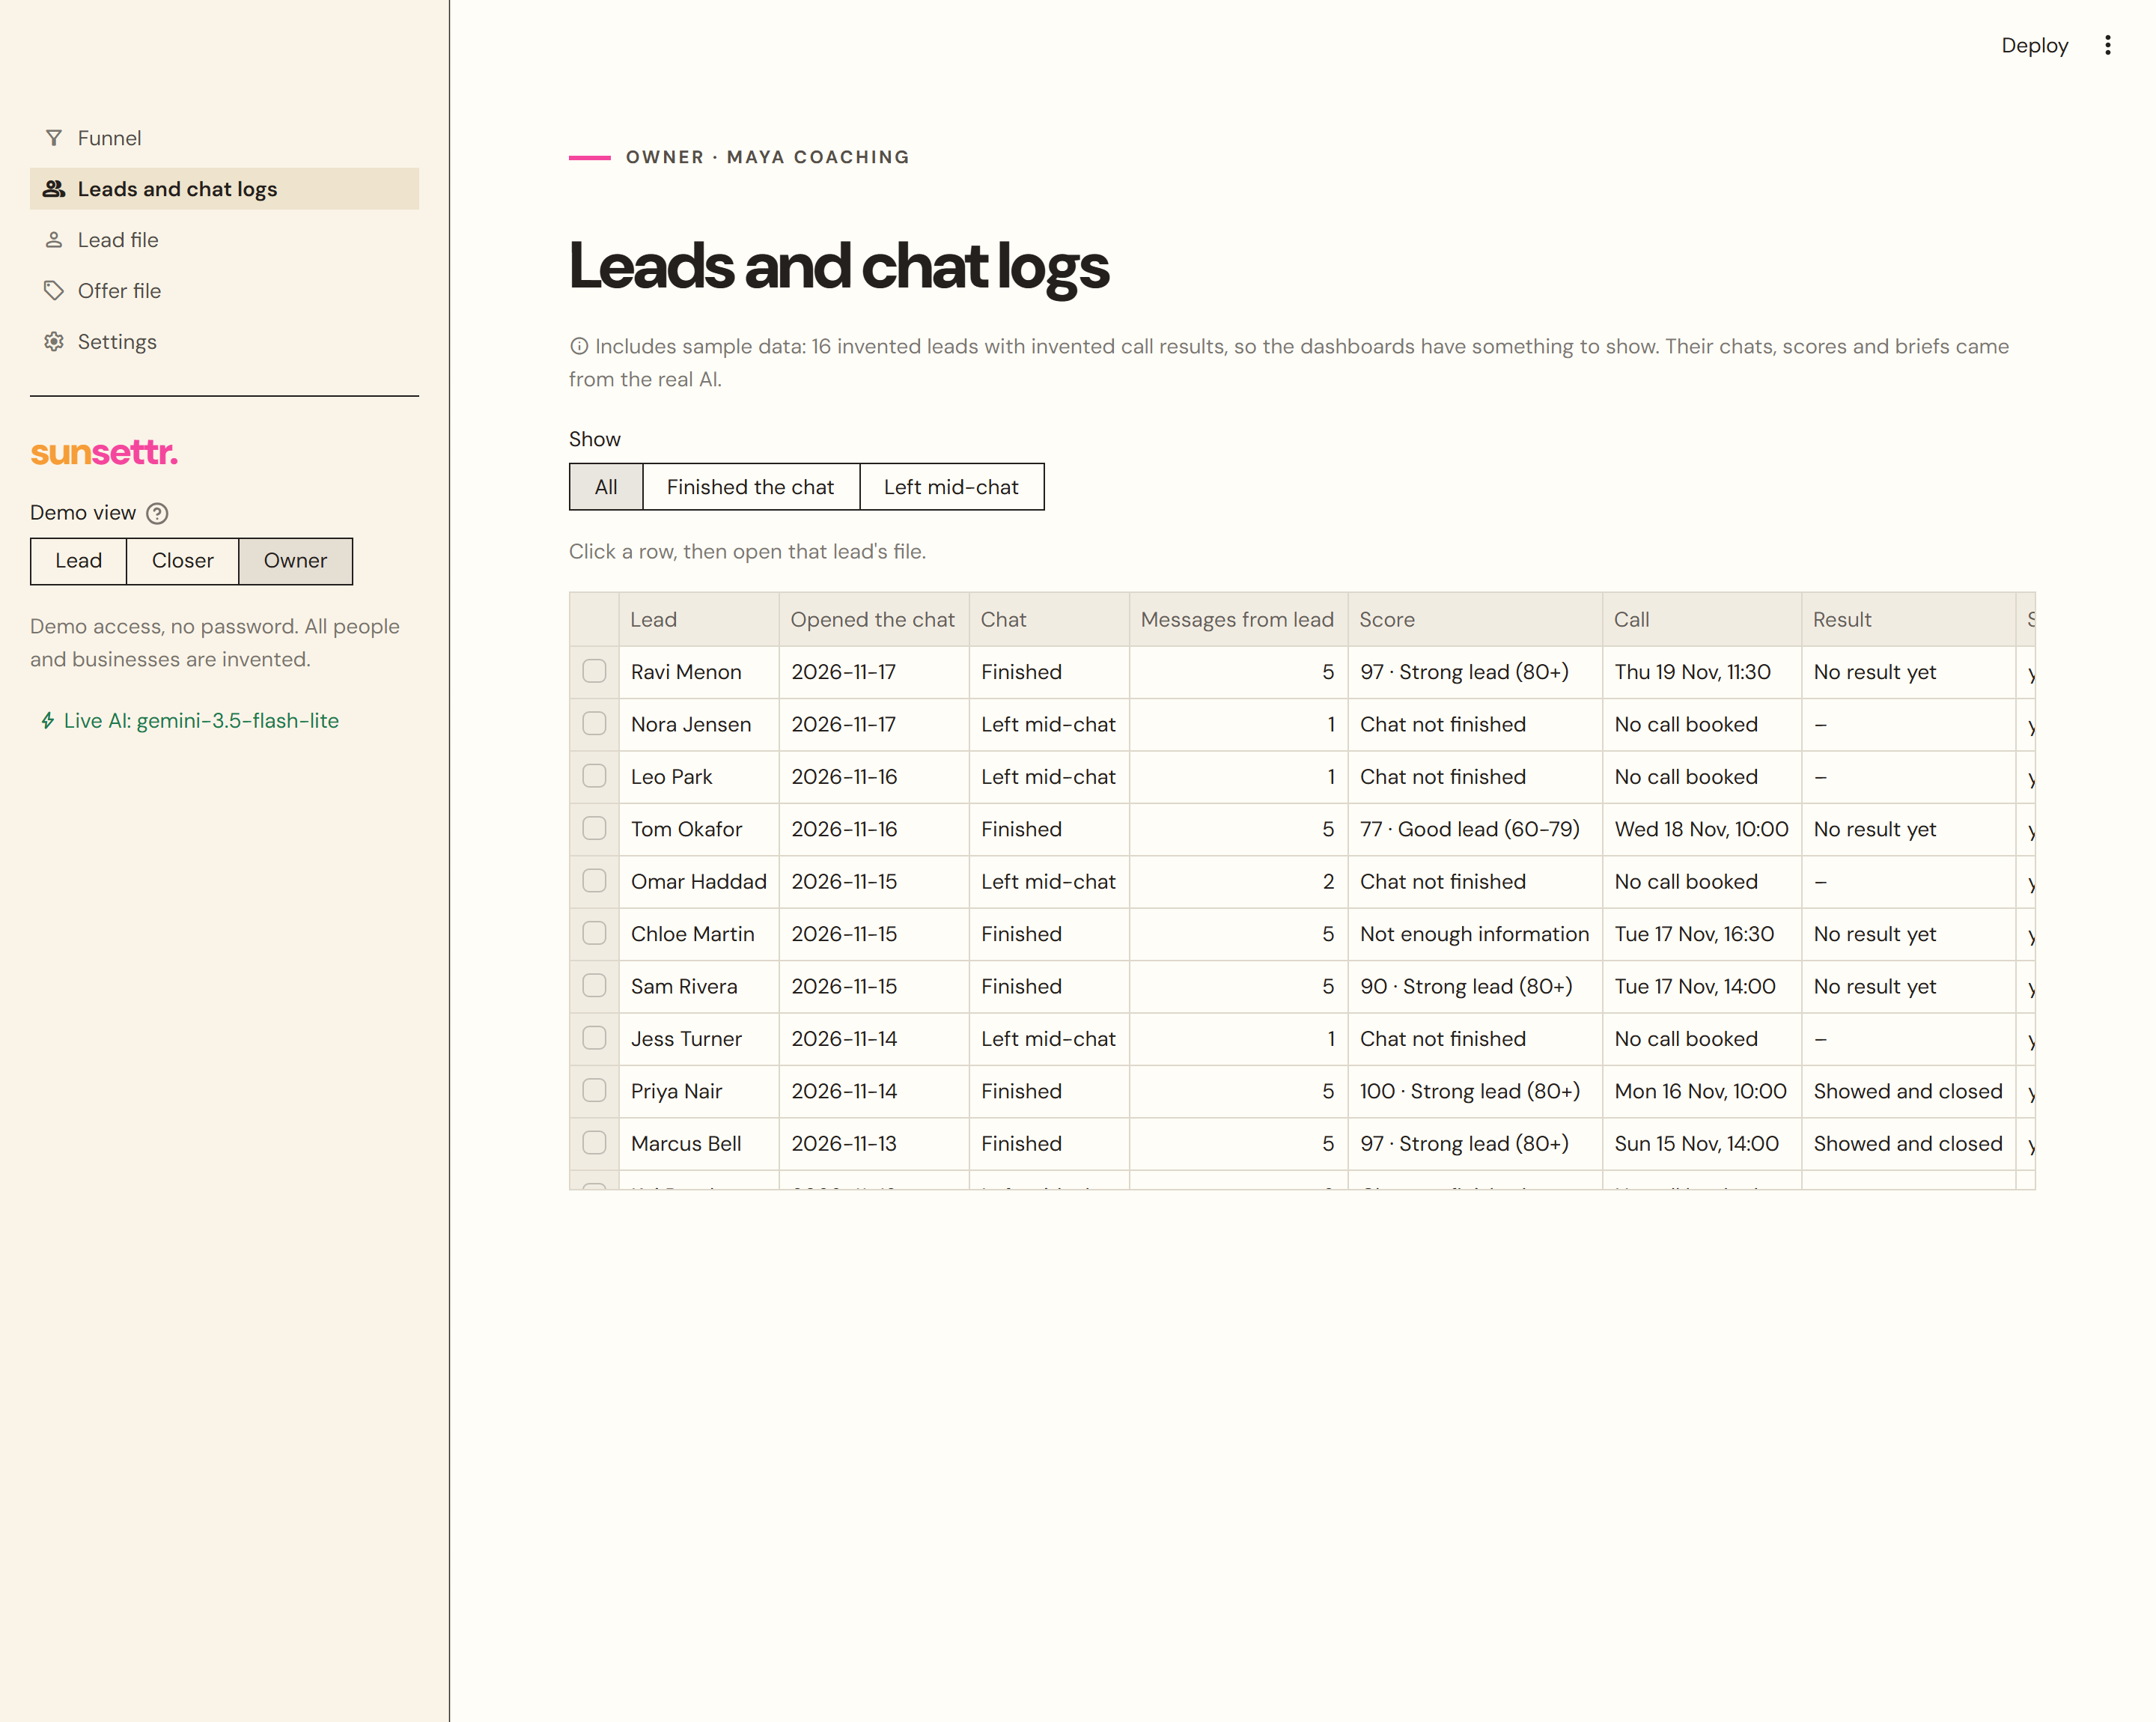 Deploy
Funnel
Leads and chat logs
Lead file
Offer file
Settings
sunsettr.
Demo view
Lead Closer Owner
Demo access, no password. All people
and businesses are invented.
Live AI: gemini-3.5-flash-lite
OWNER · MAYA COACHING
Leads and chat logs
Includes sample data: 16 invented leads with invented call results, so the dashboards have something to show. Their chats, scores and briefs came
from the real AI.
Show
All Finished the chat Left mid-chat
Click a row, then open that lead's file.
Lead Opened the chat Chat Messages from lead Score Call Result
Ravi Menon 2026-11-17 Finished 5 97 · Strong lead (80+) Thu 19 Nov, 11:30 No result yet
Nora Jensen 2026-11-17 Left mid-chat 1 Chat not finished No call booked –
Leo Park 2026-11-16 Left mid-chat 1 Chat not finished No call booked –
Tom Okafor 2026-11-16 Finished 5 77 · Good lead (60-79) Wed 18 Nov, 10:00 No result yet
Omar Haddad 2026-11-15 Left mid-chat 2 Chat not finished No call booked –
Chloe Martin 2026-11-15 Finished 5 Not enough information Tue 17 Nov, 16:30 No result yet
Sam Rivera 2026-11-15 Finished 5 90 · Strong lead (80+) Tue 17 Nov, 14:00 No result yet
Jess Turner 2026-11-14 Left mid-chat 1 Chat not finished No call booked –
Priya Nair 2026-11-14 Finished 5 100 · Strong lead (80+) Mon 16 Nov, 10:00 Showed and closed
Marcus Bell 2026-11-13 Finished 5 97 · Strong lead (80+) Sun 15 Nov, 14:00 Showed and closed